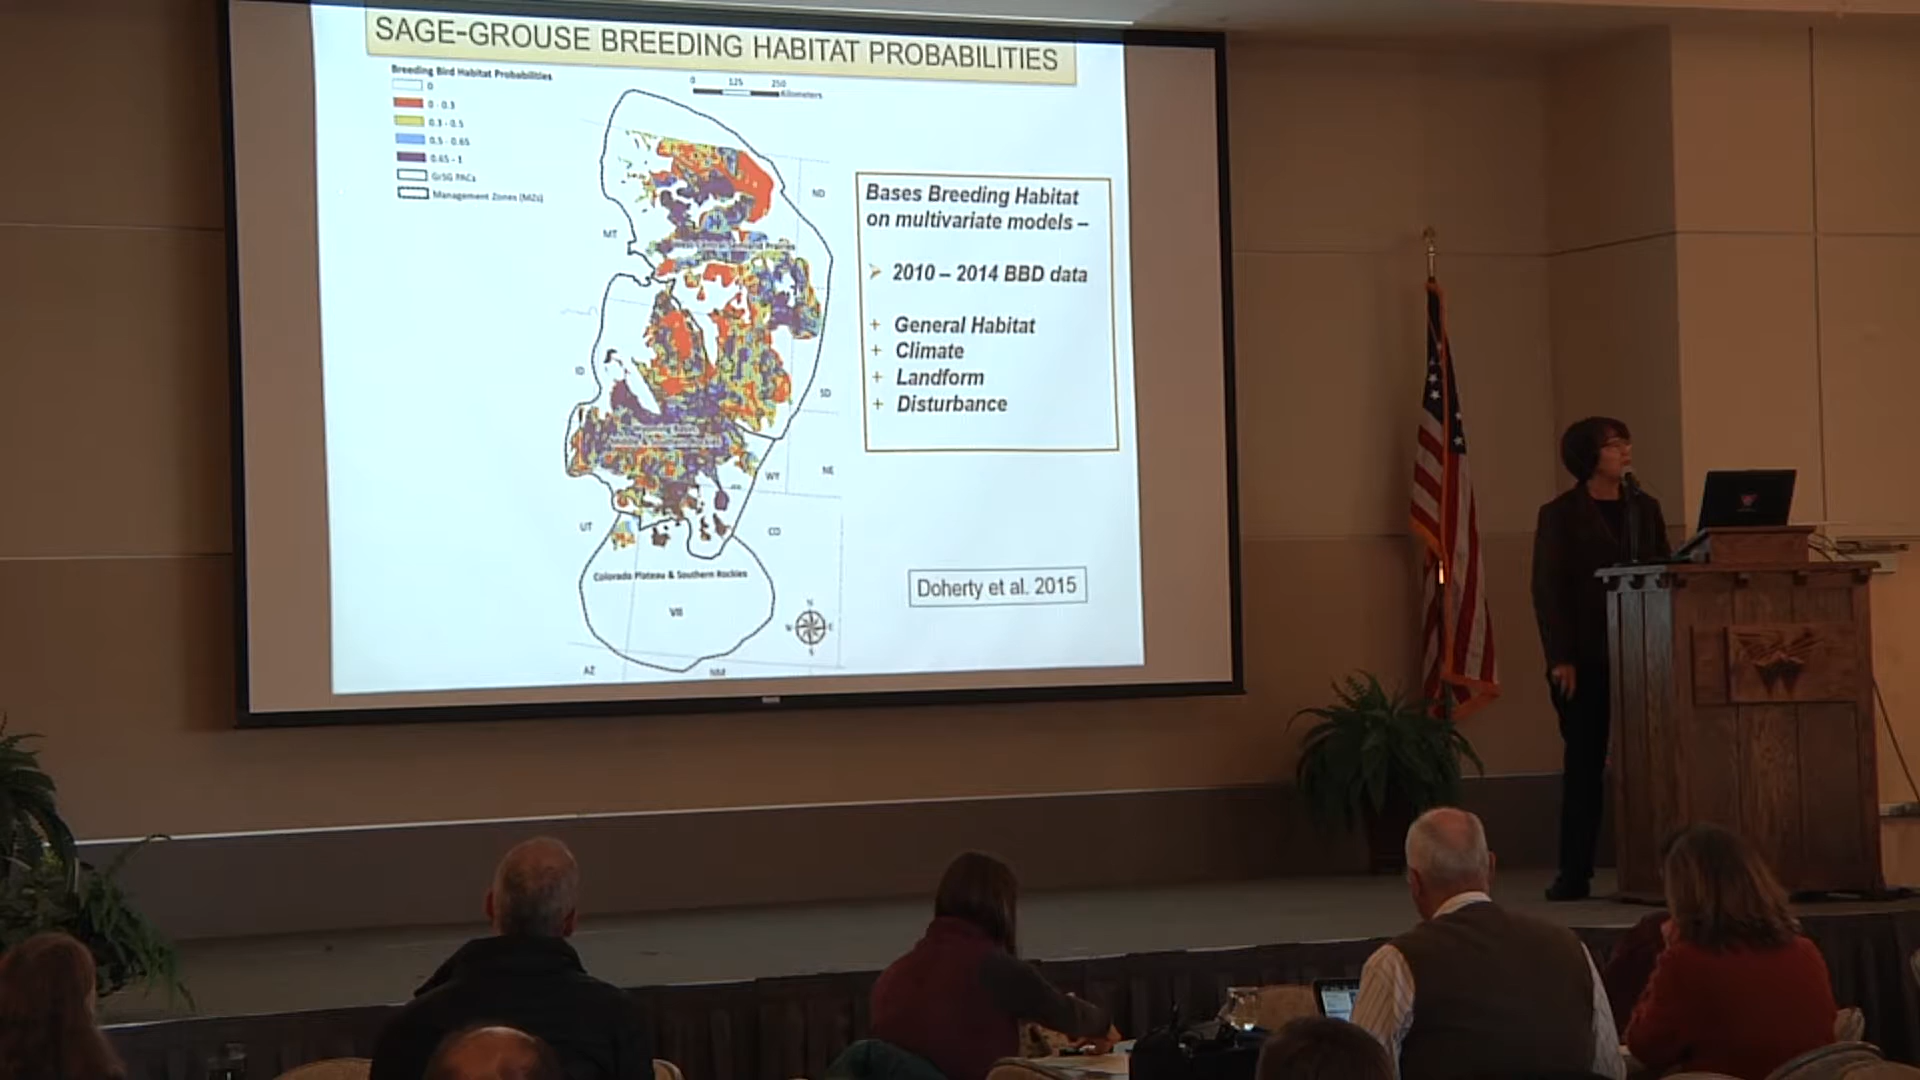 SAGE-GROUSE BREEDING HABITAT PROBABILITIES
Breeding Bird Habitat Probabilities
0
0 - 0.3
0.3 - 0.5
0.5 - 0.65
0.65 - 1
GrSG PACs
Management Zones (MZs)
0 125 250
Kilometers
ND
MT
ID
SD
WY
NE
UT
CO
Colorado Plateau & Southern Rockies
VII
N
W E
S
AZ
NM
Bases Breeding Habitat
on multivariate models –
2010 – 2014 BBD data
+ General Habitat
+ Climate
+ Landform
+ Disturbance
Doherty et al. 2015